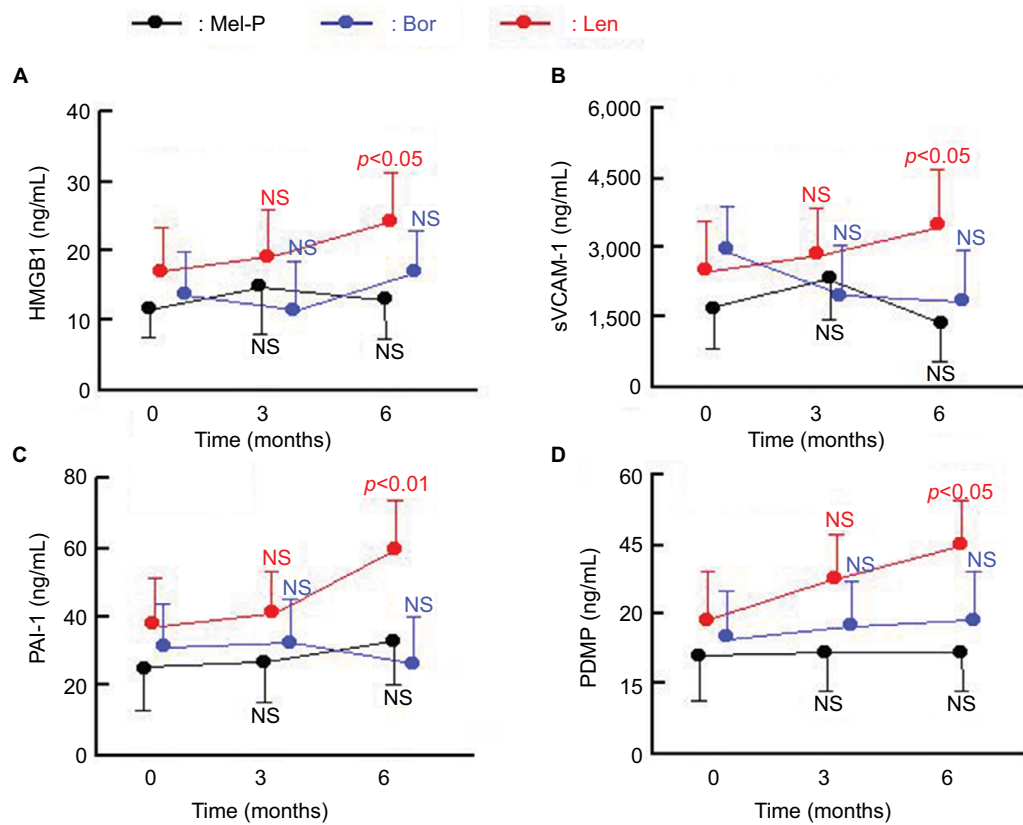 : Mel-P : Bor : Len
A
HMGB1 (ng/mL)
40
30
20
10
0
p<0.05
NS
NS
NS
NS
NS
0 3 6
Time (months)
B
sVCAM-1 (ng/mL)
6,000
4,500
3,000
1,500
0
p<0.05
NS
NS
NS
NS
NS
0 3 6
Time (months)
C
PAI-1 (ng/mL)
80
60
40
20
0
p<0.01
NS
NS
NS
NS
NS
0 3 6
Time (months)
D
PDMP (ng/mL)
60
45
20
15
0
p<0.05
NS
NS
NS
NS
NS
0 3 6
Time (months)